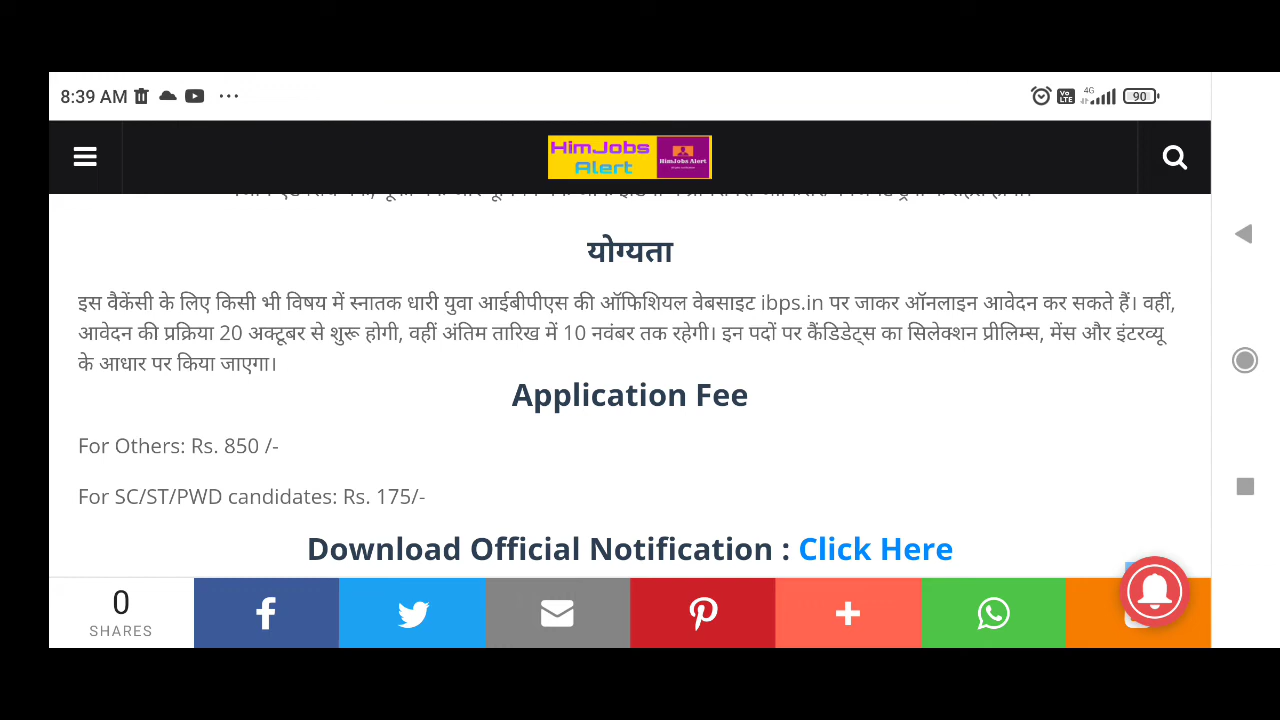 8:39 AM
Vo LTE
4G
90
HimJobs
Alert
HimJobs Alert
योग्यता
इस वैकेंसी के लिए किसी भी विषय में स्नातक धारी युवा आईबीपीएस की ऑफिशियल वेबसाइट ibps.in पर जाकर ऑनलाइन आवेदन कर सकते हैं। वहीं,
आवेदन की प्रक्रिया 20 अक्टूबर से शुरू होगी, वहीं अंतिम तारिख में 10 नवंबर तक रहेगी। इन पदों पर कैंडिडेट्स का सिलेक्शन प्रीलिम्स, मेंस और इंटरव्यू
के आधार पर किया जाएगा।
Application Fee
For Others: Rs. 850 /-
For SC/ST/PWD candidates: Rs. 175/-
Download Official Notification : Click Here
0
SHARES